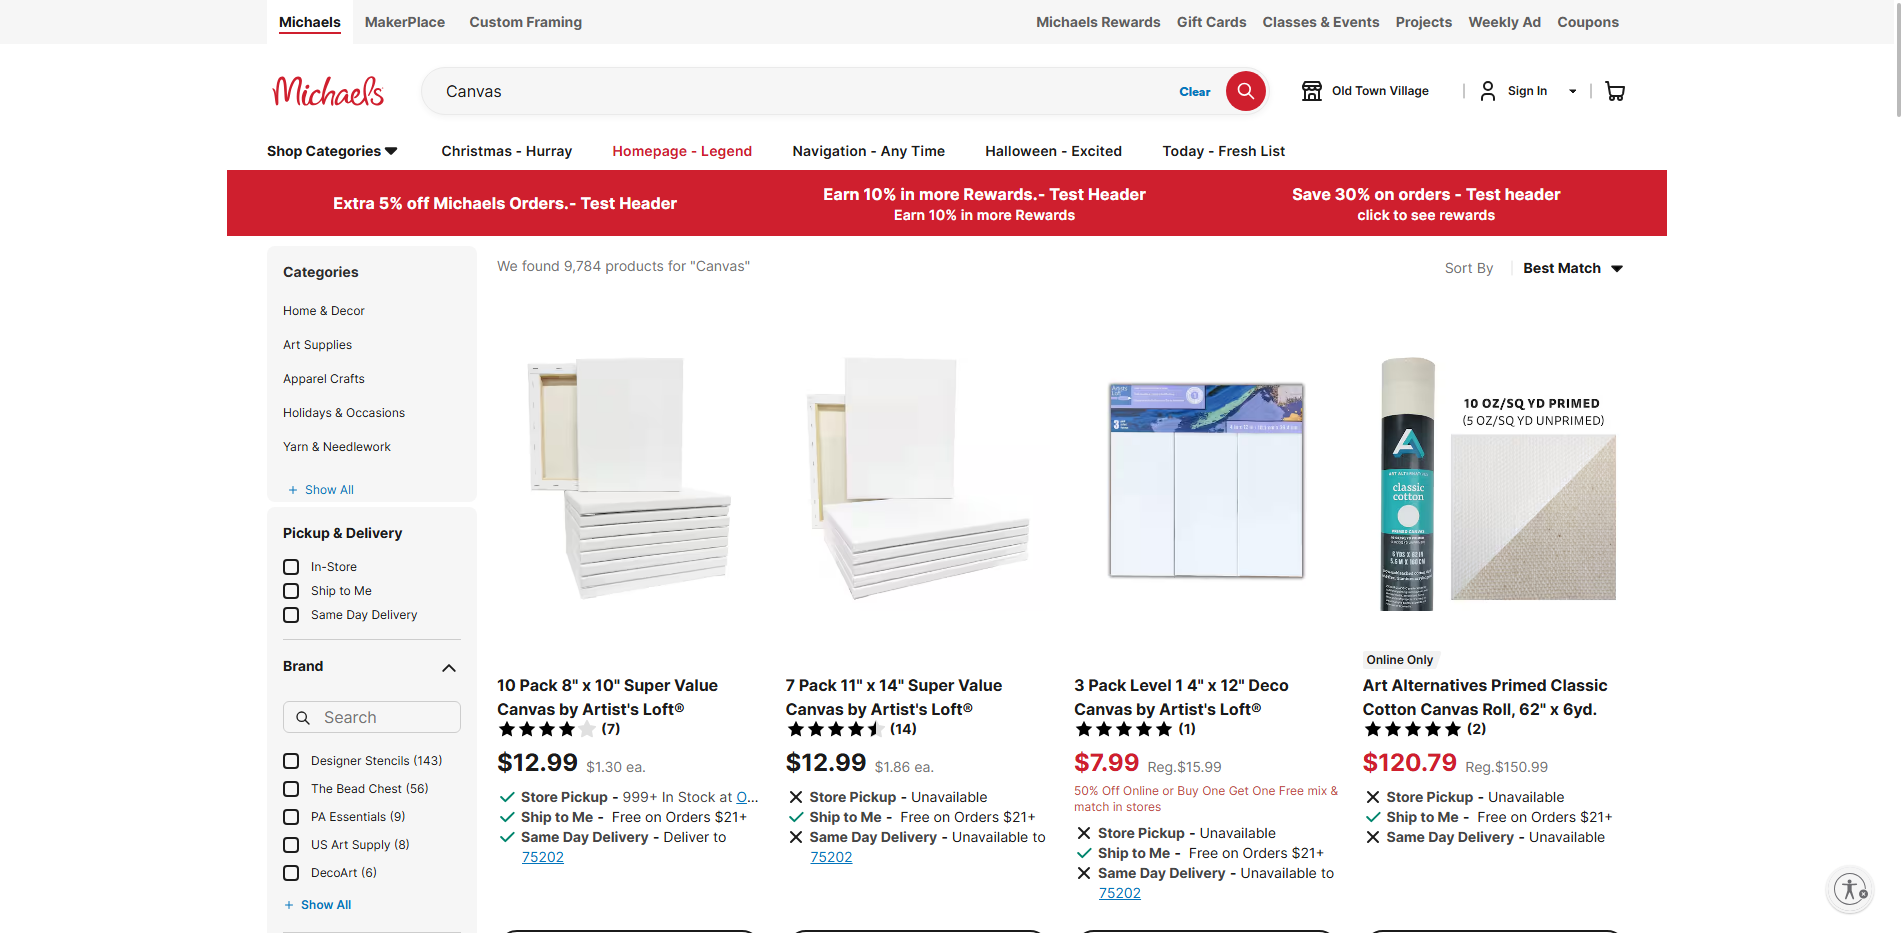 Michaels
MakerPlace
Custom Framing
Michaels Rewards
Gift Cards
Classes & Events
Projects
Weekly Ad
Coupons
Michaels
Canvas
Clear
Old Town Village
Sign In
Shop Categories
Christmas - Hurray
Homepage - Legend
Navigation - Any Time
Halloween - Excited
Today - Fresh List
Extra 5% off Michaels Orders.- Test Header
Earn 10% in more Rewards.- Test Header
Earn 10% in more Rewards
Save 30% on orders - Test header
click to see rewards
Categories
Home & Decor
Art Supplies
Apparel Crafts
Holidays & Occasions
Yarn & Needlework
+ Show All
Pickup & Delivery
In-Store
Ship to Me
Same Day Delivery
Brand
Search
Designer Stencils (143)
The Bead Chest (56)
PA Essentials (9)
US Art Supply (8)
DecoArt (6)
+ Show All
We found 9,784 products for "Canvas"
Sort By
Best Match
10 Pack 8" x 10" Super Value
Canvas by Artist's Loft®
(7)
$12.99 $1.30 ea.
Store Pickup - 999+ In Stock at O...
Ship to Me - Free on Orders $21+
Same Day Delivery - Deliver to
75202
7 Pack 11" x 14" Super Value
Canvas by Artist's Loft®
(14)
$12.99 $1.86 ea.
Store Pickup - Unavailable
Ship to Me - Free on Orders $21+
Same Day Delivery - Unavailable to
75202
3
3 Pack Level 1 4" x 12" Deco
Canvas by Artist's Loft®
(1)
$7.99 Reg.$15.99
50% Off Online or Buy One Get One Free mix &
match in stores
Store Pickup - Unavailable
Ship to Me - Free on Orders $21+
Same Day Delivery - Unavailable to
75202
10 OZ/SQ YD PRIMED
(5 OZ/SQ YD UNPRIMED)
classic
cotton
PRIMED CANVAS
6 YDS X 62 IN
Online Only
Art Alternatives Primed Classic
Cotton Canvas Roll, 62" x 6yd.
(2)
$120.79 Reg.$150.99
Store Pickup - Unavailable
Ship to Me - Free on Orders $21+
Same Day Delivery - Unavailable